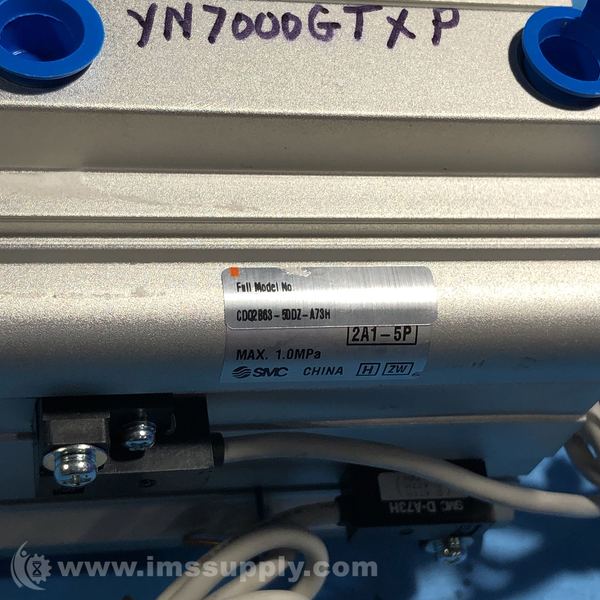 YN7000GTXP
Full Model No
CDQ2B63-50DZ-A73H
2A1-5P
MAX. 1.0MPa
SMC CHINA H ZW
SMC D-A73H
www.imssupply.com/